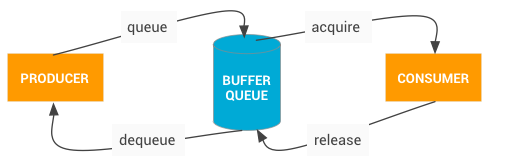 queue
acquire
PRODUCER
BUFFER
QUEUE
CONSUMER
dequeue
release